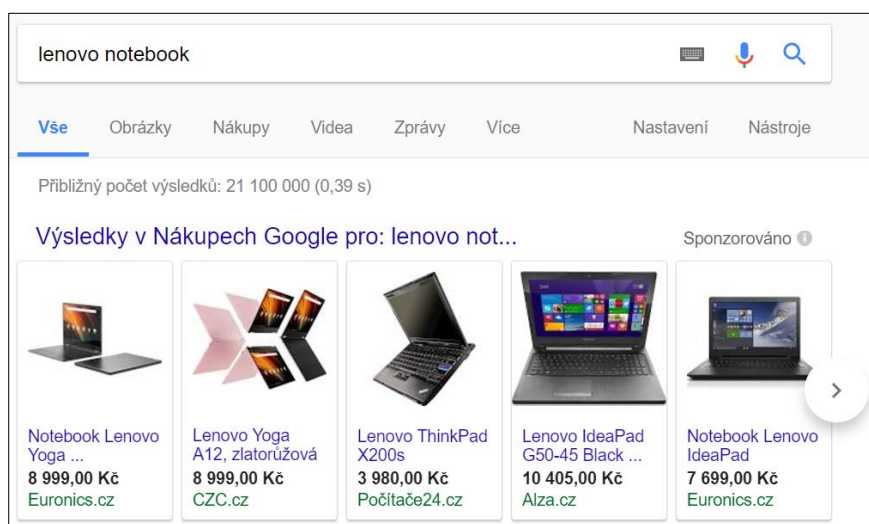 lenovo notebook
Vše Obrázky Nákupy Videa Zprávy Více Nastavení Nástroje
Přibližný počet výsledků: 21 100 000 (0,39 s)
Výsledky v Nákupech Google pro: lenovo not...
Sponzorováno
Notebook Lenovo
Yoga ...
8 999,00 Kč
Euronics.cz
Lenovo Yoga
A12, zlatorůžová
8 999,00 Kč
CZC.cz
Lenovo ThinkPad
X200s
3 980,00 Kč
Počítače24.cz
Lenovo IdeaPad
G50-45 Black ...
10 405,00 Kč
Alza.cz
Notebook Lenovo
IdeaPad
7 699,00 Kč
Euronics.cz